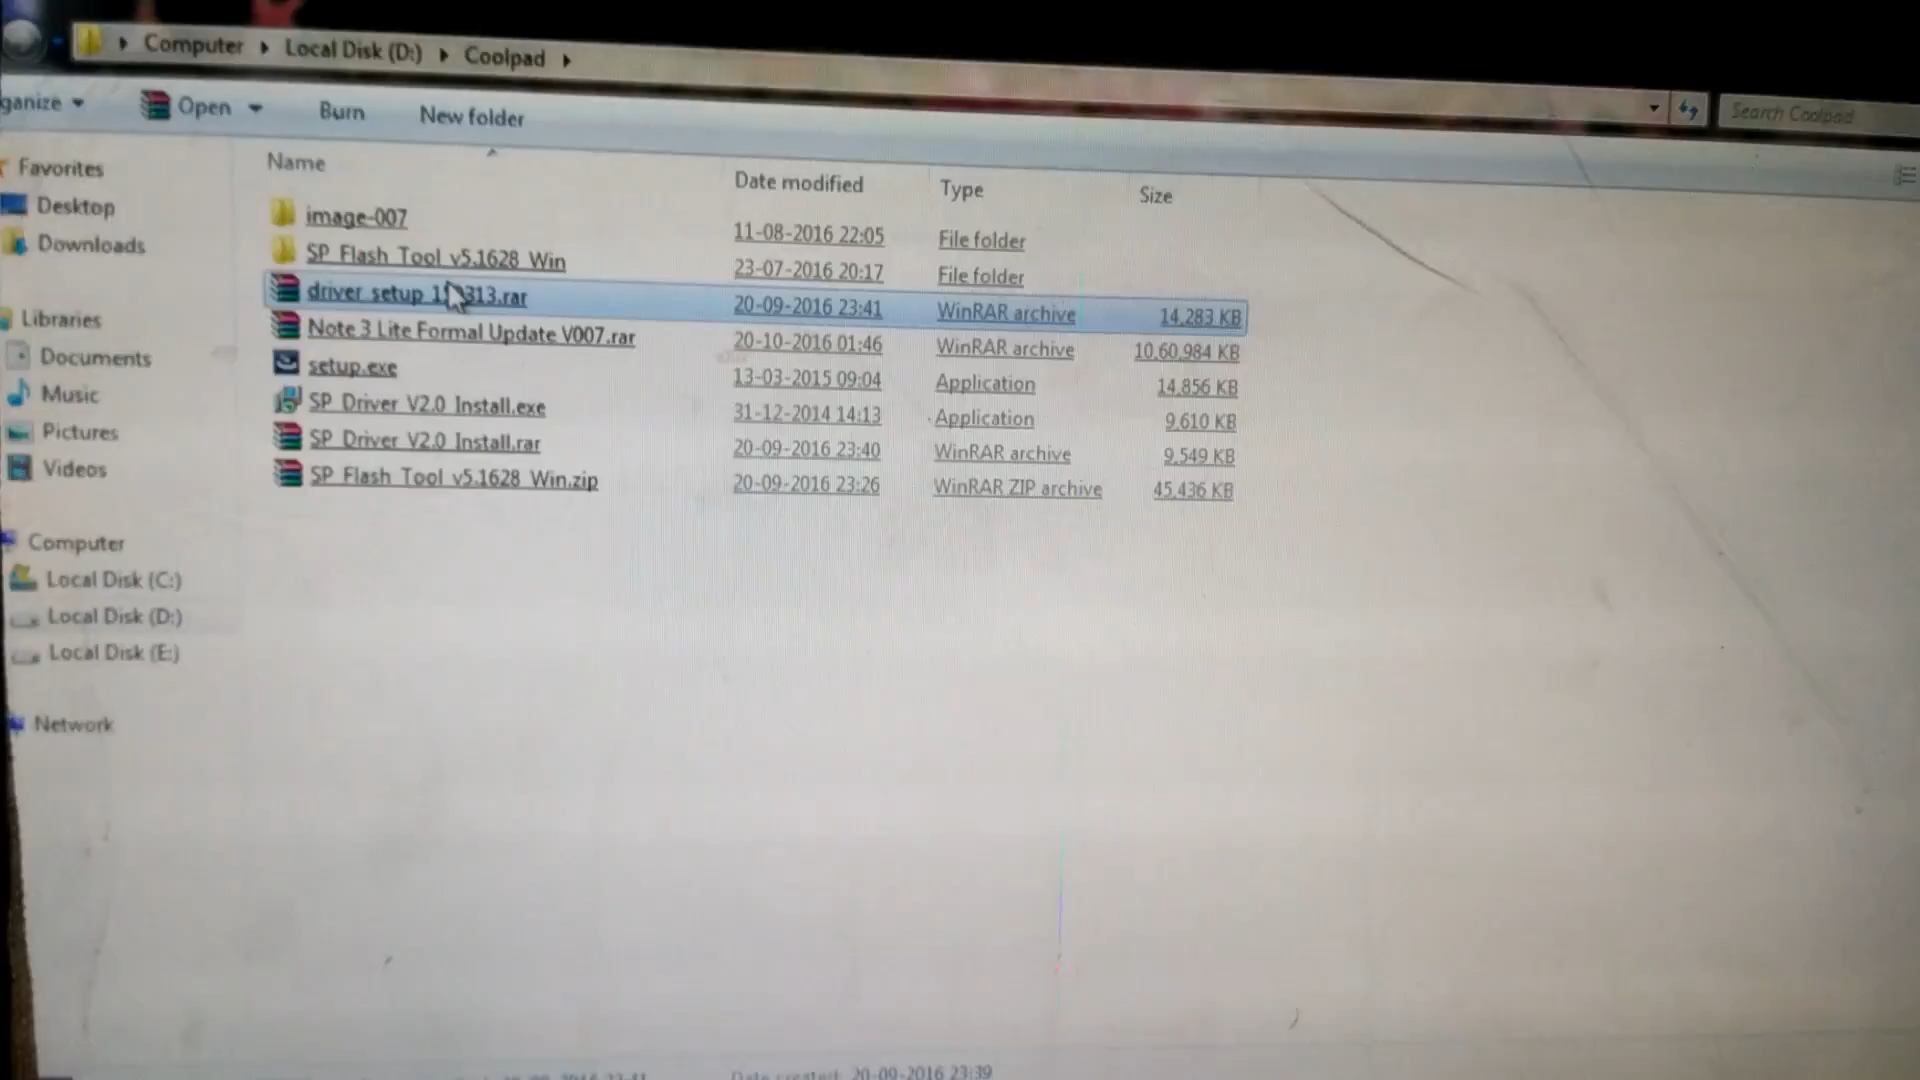 Computer Local Disk (D:) Coolpad
Search Coolpad
ganize Open Burn New folder
Name Date modified Type Size
image-007 11-08-2016 22:05 File folder
SP_Flash_Tool_v5.1628_Win 23-07-2016 20:17 File folder
driver_setup 20-09-2016 23:41 WinRAR archive 14,283 KB
Note 3 Lite Formal Update V007.rar 20-10-2016 01:46 WinRAR archive 10,60,984 KB
setup.exe 13-03-2015 09:04 Application 14,856 KB
SP_Driver_V2.0_Install.exe 31-12-2014 14:13 Application 9,610 KB
SP_Driver_V2.0_Install.rar 20-09-2016 23:40 WinRAR archive 9,549 KB
SP_Flash_Tool_v5.1628_Win.zip 20-09-2016 23:26 WinRAR ZIP archive 45,436 KB
Favorites
Desktop
Downloads
Libraries
Documents
Music
Pictures
Videos
Computer
Local Disk (C:)
Local Disk (D:)
Local Disk (E:)
Network
Date created: 20-09-2016 23:39